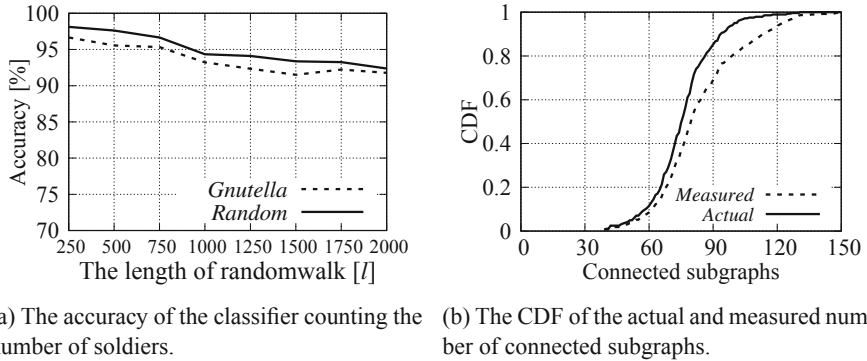 100
95
90
85
80
75
70
Accuracy [%]
Gnutella
Random
250 500 750 1000 1250 1500 1750 2000
The length of randomwalk [l]
1
0.8
0.6
0.4
0.2
0
CDF
Measured
Actual
0 30 60 90 120 150
Connected subgraphs
a) The accuracy of the classifier counting the
number of soldiers.
(b) The CDF of the actual and measured num
ber of connected subgraphs.